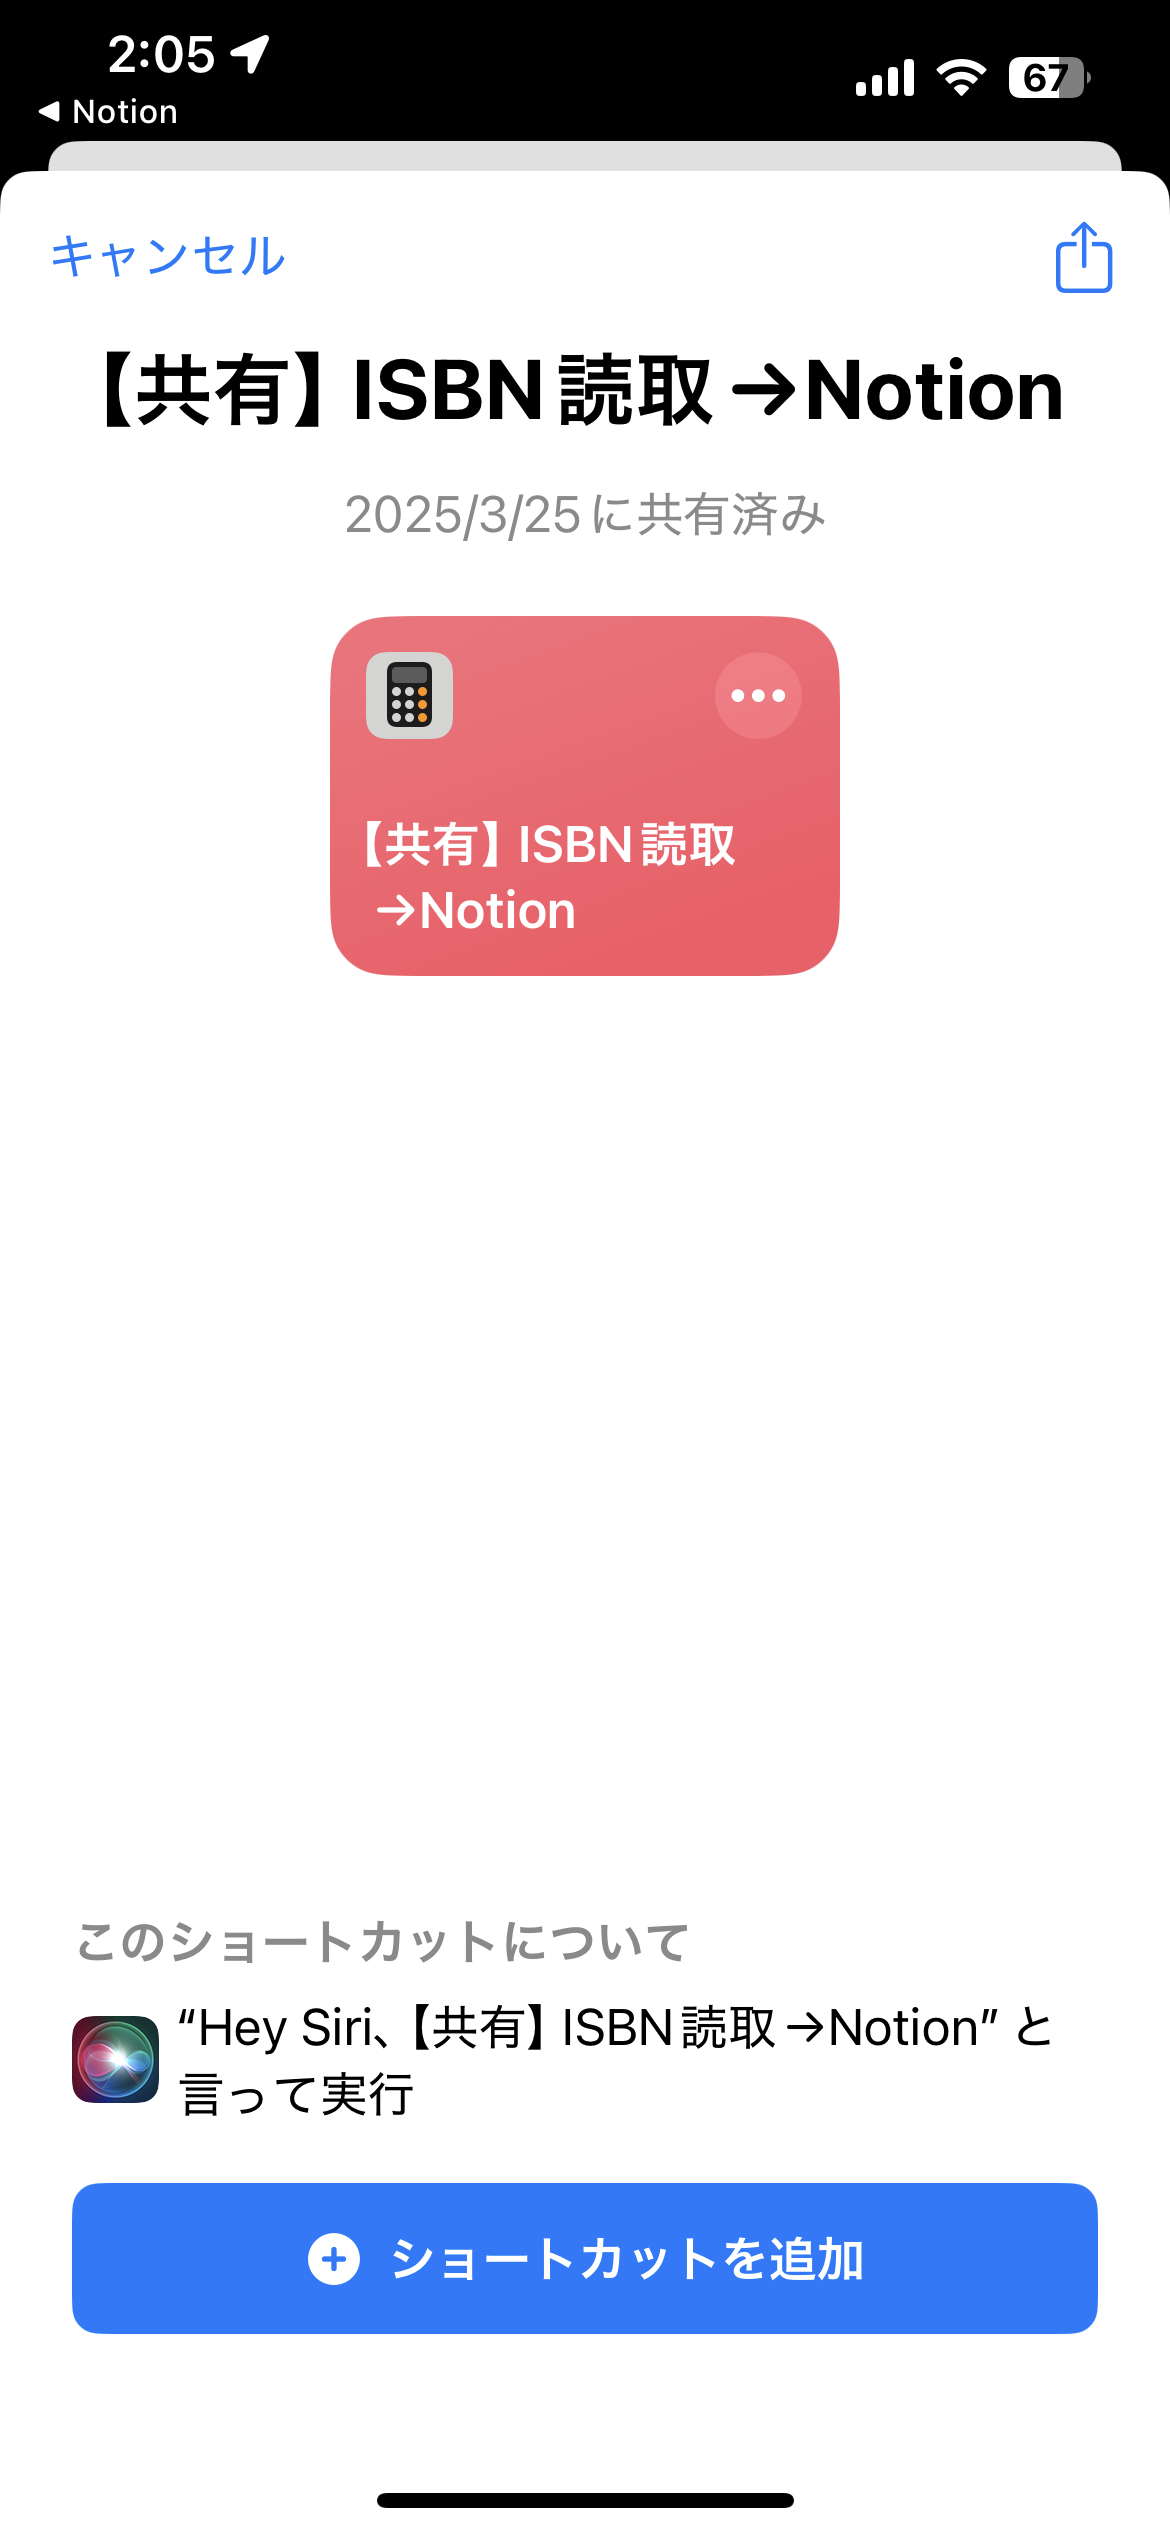 2:05
67
Notion
キャンセル
【共有】ISBN読取→Notion
2025/3/25に共有済み
【共有】ISBN読取
→Notion
このショートカットについて
“Hey Siri、【共有】ISBN読取→Notion” と
言って実行
ショートカットを追加